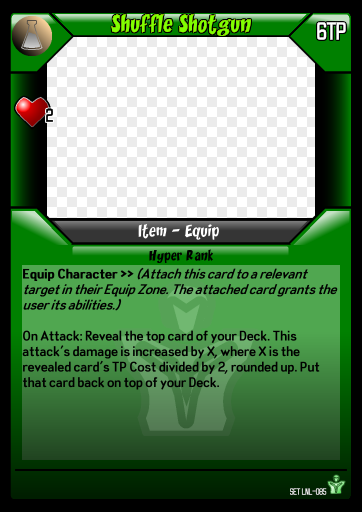 Shuffle Shotgun
6TP
2
Item - Equip
Hyper Rank
Equip Character >> (Attach this card to a relevant
target in their Equip Zone. The attached card grants the
user its abilities.)
On Attack: Reveal the top card of your Deck. This
attack's damage is increased by X, where X is the
revealed card's TP Cost divided by 2, rounded up. Put
that card back on top of your Deck.
SET LNL-085